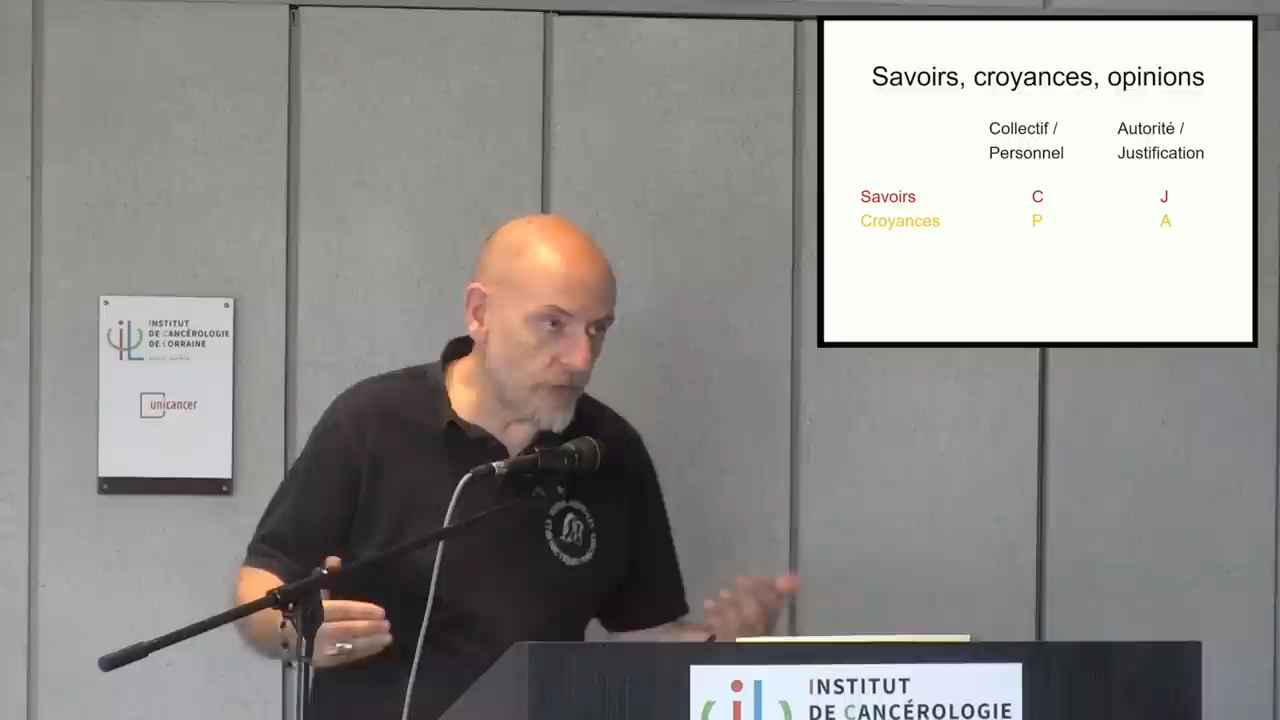 Savoirs, croyances, opinions
Collectif / Autorité /
Personnel Justification
Savoirs C J
Croyances P A
INSTITUT
DE CANCÉROLOGIE
DE LORRAINE
unicancer
INSTITUT
DE CANCÉROLOGIE